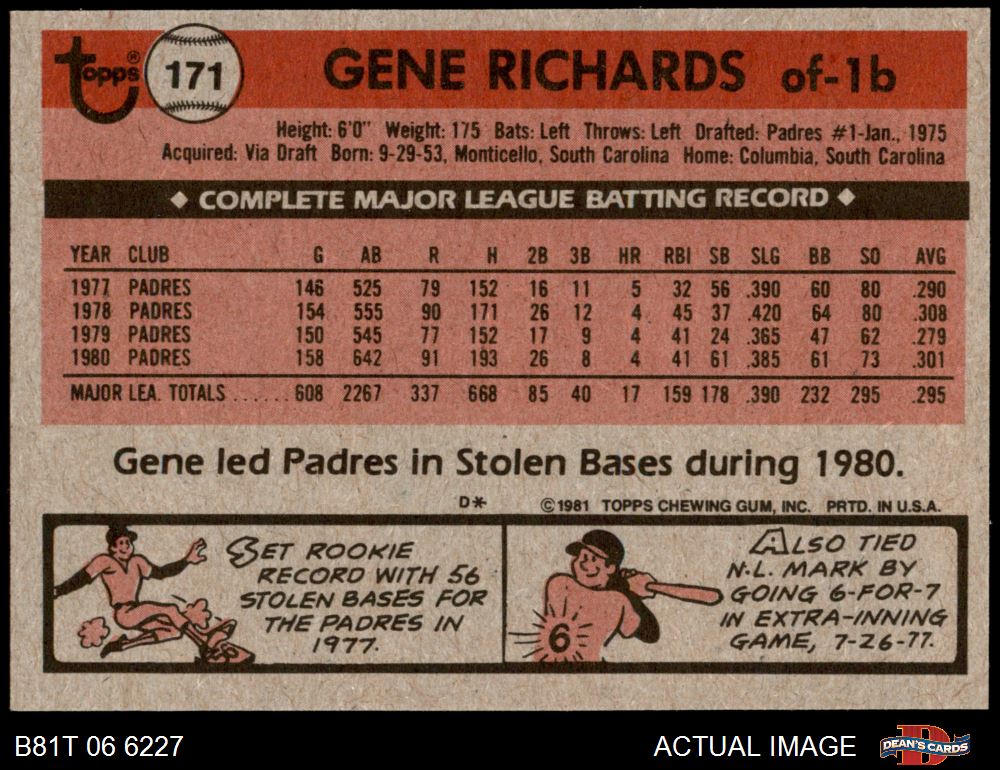 Topps® 171 GENE RICHARDS of-1b
Height: 6'0" Weight: 175 Bats: Left Throws: Left Drafted: Padres #1-Jan., 1975
Acquired: Via Draft Born: 9-29-53, Monticello, South Carolina Home: Columbia, South Carolina
◆ COMPLETE MAJOR LEAGUE BATTING RECORD ◆
YEAR CLUB G AB R H 2B 3B HR RBI SB SLG BB SO AVG
1977 PADRES 146 525 79 152 16 11 5 32 56 .390 60 80 .290
1978 PADRES 154 555 90 171 26 12 4 45 37 .420 64 80 .308
1979 PADRES 150 545 77 152 17 9 4 41 24 .365 47 62 .279
1980 PADRES 158 642 91 193 26 8 4 41 61 .385 61 73 .301
MAJOR LEA. TOTALS ...... 608 2267 337 668 85 40 17 159 178 .390 232 295 .295
Gene led Padres in Stolen Bases during 1980.
D* ©1981 TOPPS CHEWING GUM, INC. PRTD. IN U.S.A.
SET ROOKIE
RECORD WITH 56
STOLEN BASES FOR
THE PADRES IN
1977.
6
ALSO TIED
N.L. MARK BY
GOING 6-FOR-7
IN EXTRA-INNING
GAME, 7-26-77.
B81T 06 6227 ACTUAL IMAGE DEAN'S CARDS